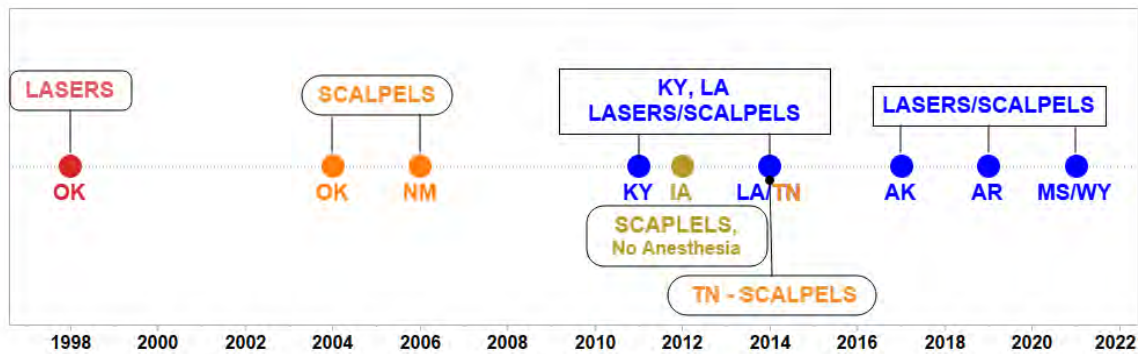 LASERS
SCALPELS
KY, LA
LASERS/SCALPELS
LASERS/SCALPELS
OK
OK
NM
KY
IA
LA/TN
AK
AR
MS/WY
SCAPLELS,
No Anesthesia
TN - SCALPELS
1998 2000 2002 2004 2006 2008 2010 2012 2014 2016 2018 2020 2022